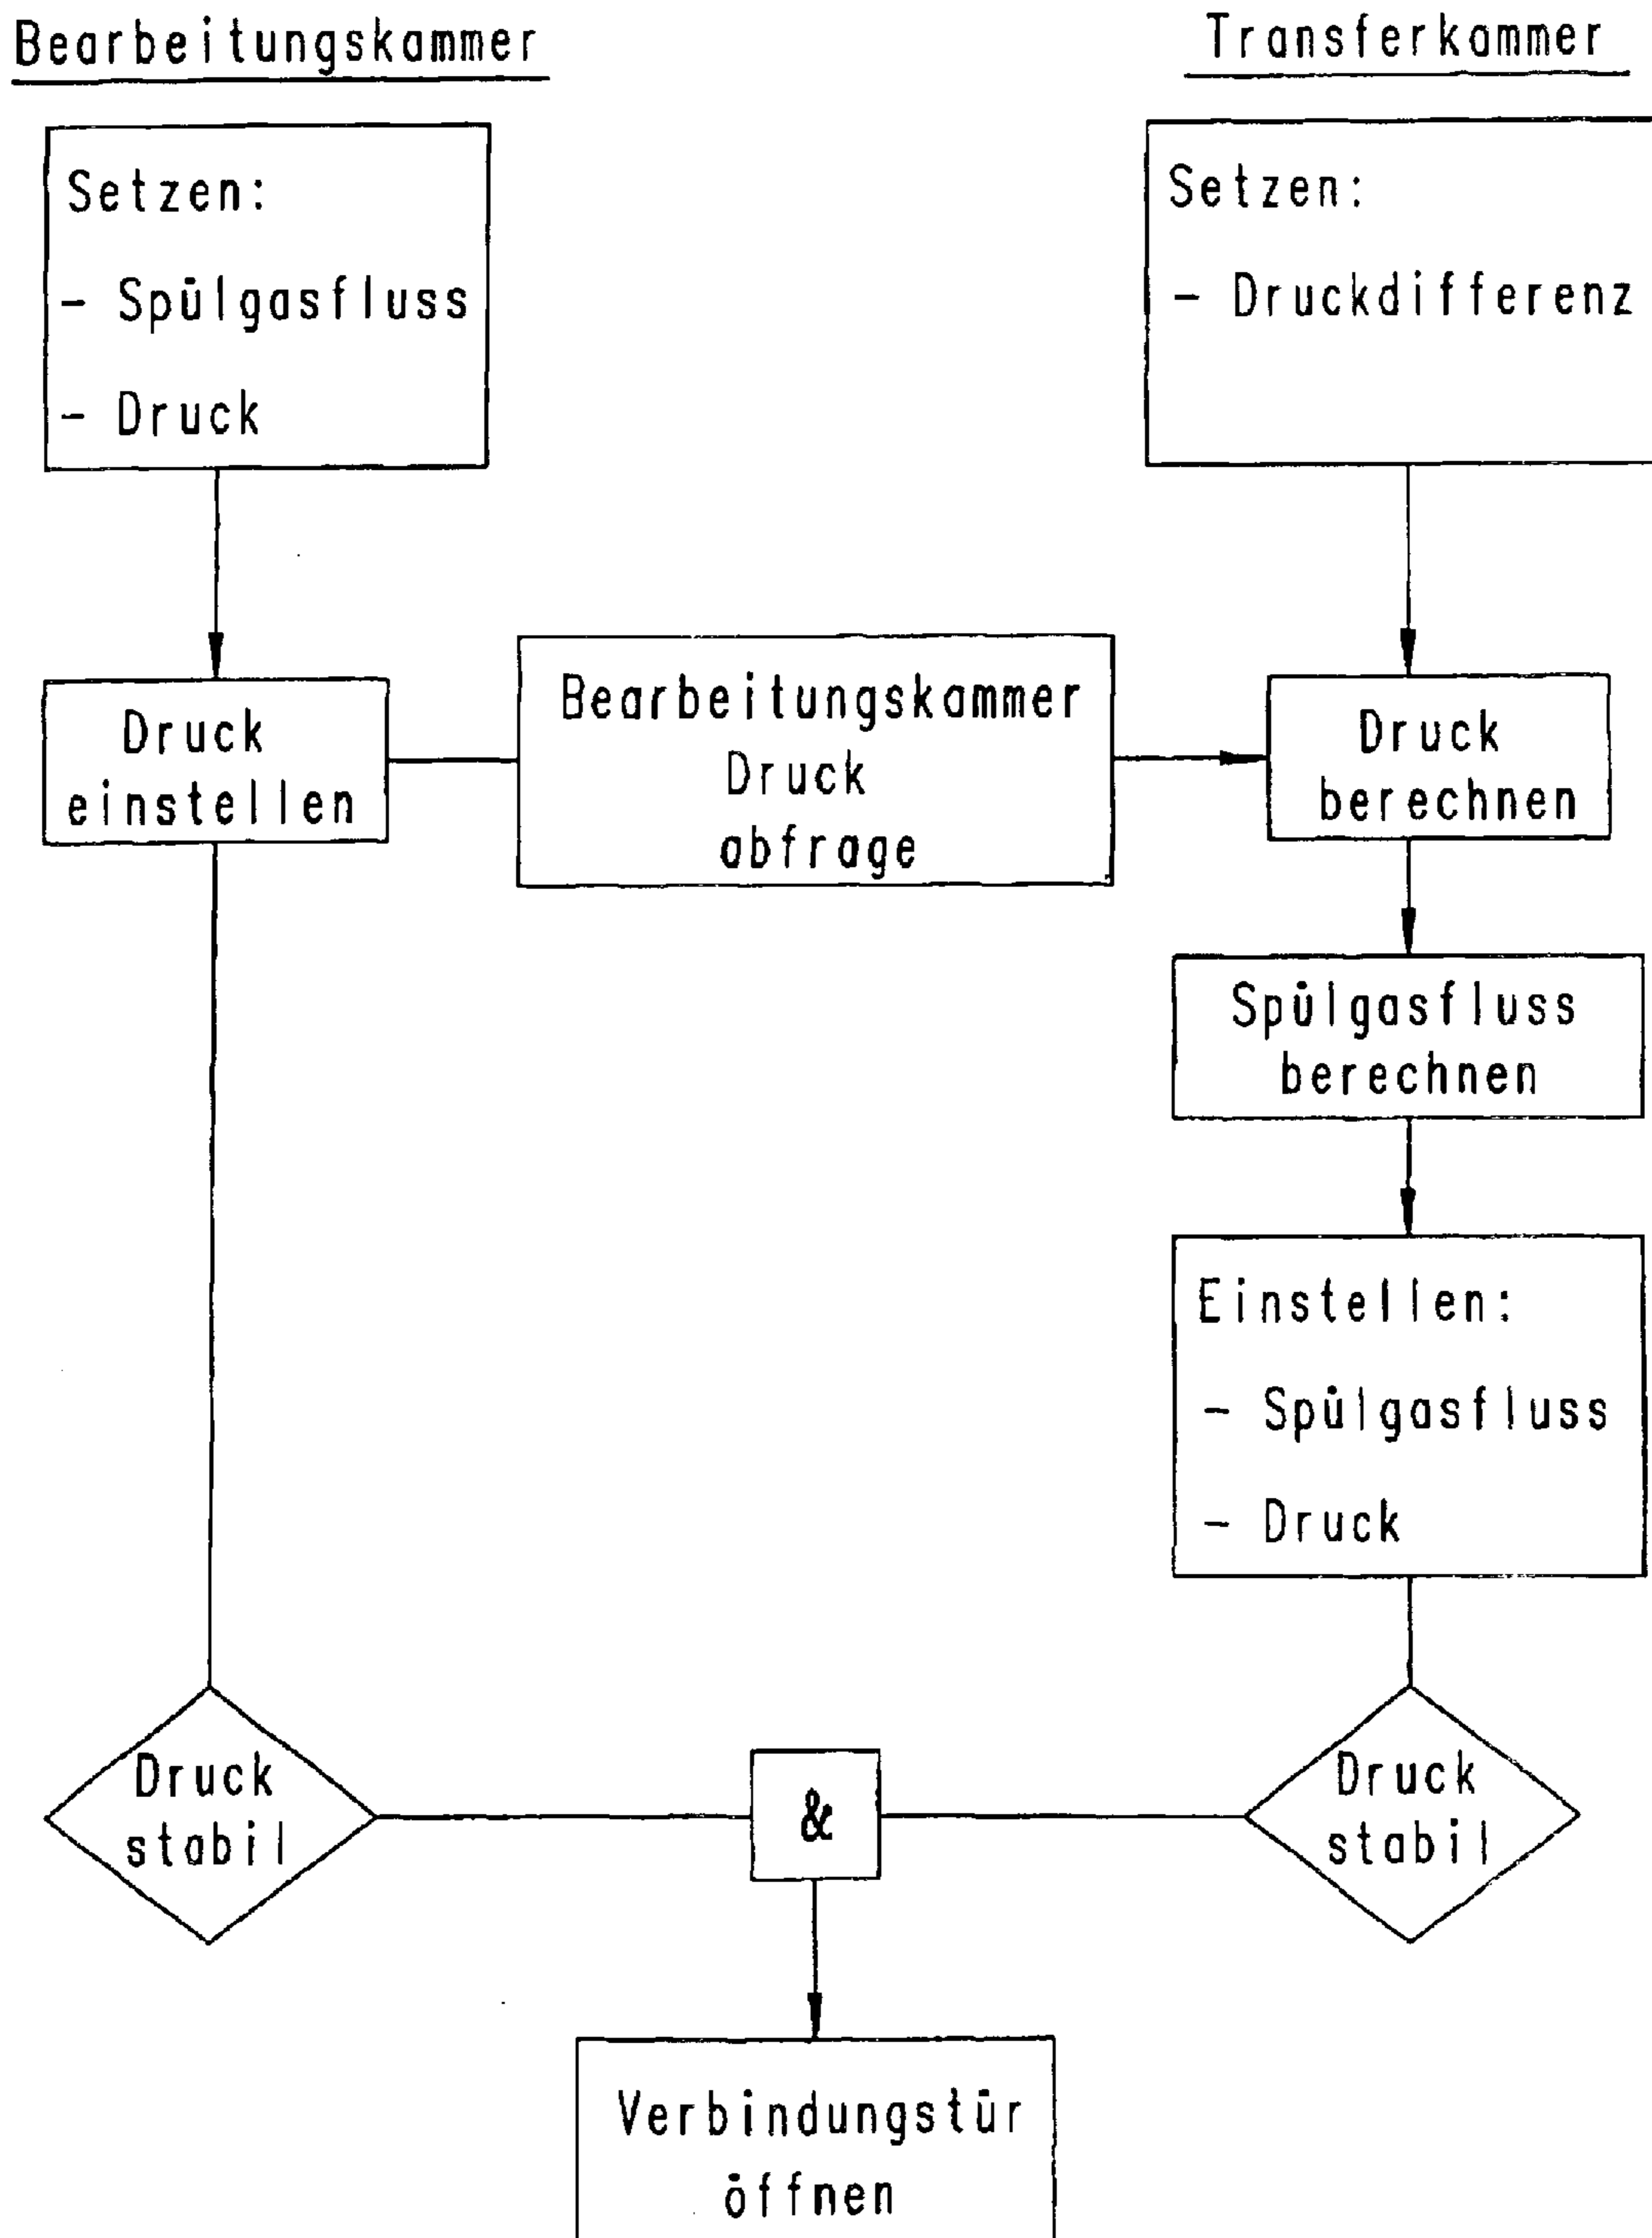 Bearbeitungskammer
Transferkammer
Setzen:
- Spülgasfluss
- Druck
Setzen:
- Druckdifferenz
Druck
einstellen
Bearbeitungskammer
Druck
abfrage
Druck
berechnen
Spülgasfluss
berechnen
Einstellen:
- Spülgasfluss
- Druck
Druck
stabil
&
Druck
stabil
Verbindungstür
öffnen